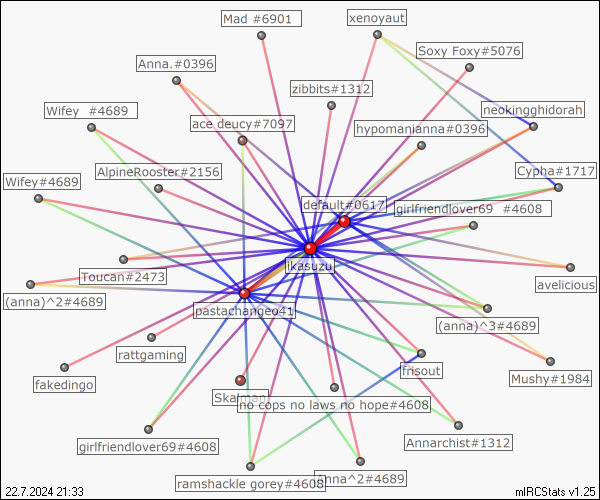 Mad #6901
xenoyaut
Soxy Foxy#5076
Anna.#0396
zibbits#1312
Wifey  #4689
ace deucy#7097
neokingghidorah
hypomanianna#0396
AlpineRooster#2156
Cypha#1717
Wifey#4689
default#0617
girlfriendlover69  #4608
jkasuzu
Toucan#2473
avelicious
(anna)^2#4689
pastachangeo41
(anna)^3#4689
rattgaming
frisout
Mushy#1984
fakedingo
Skalman
no cops no laws no hope#4608
girlfriendlover69#4608
Annarchist#1312
ramshackle gorey#4608
Anna^2#4689
22.7.2024 21:33
mIRCStats v1.25